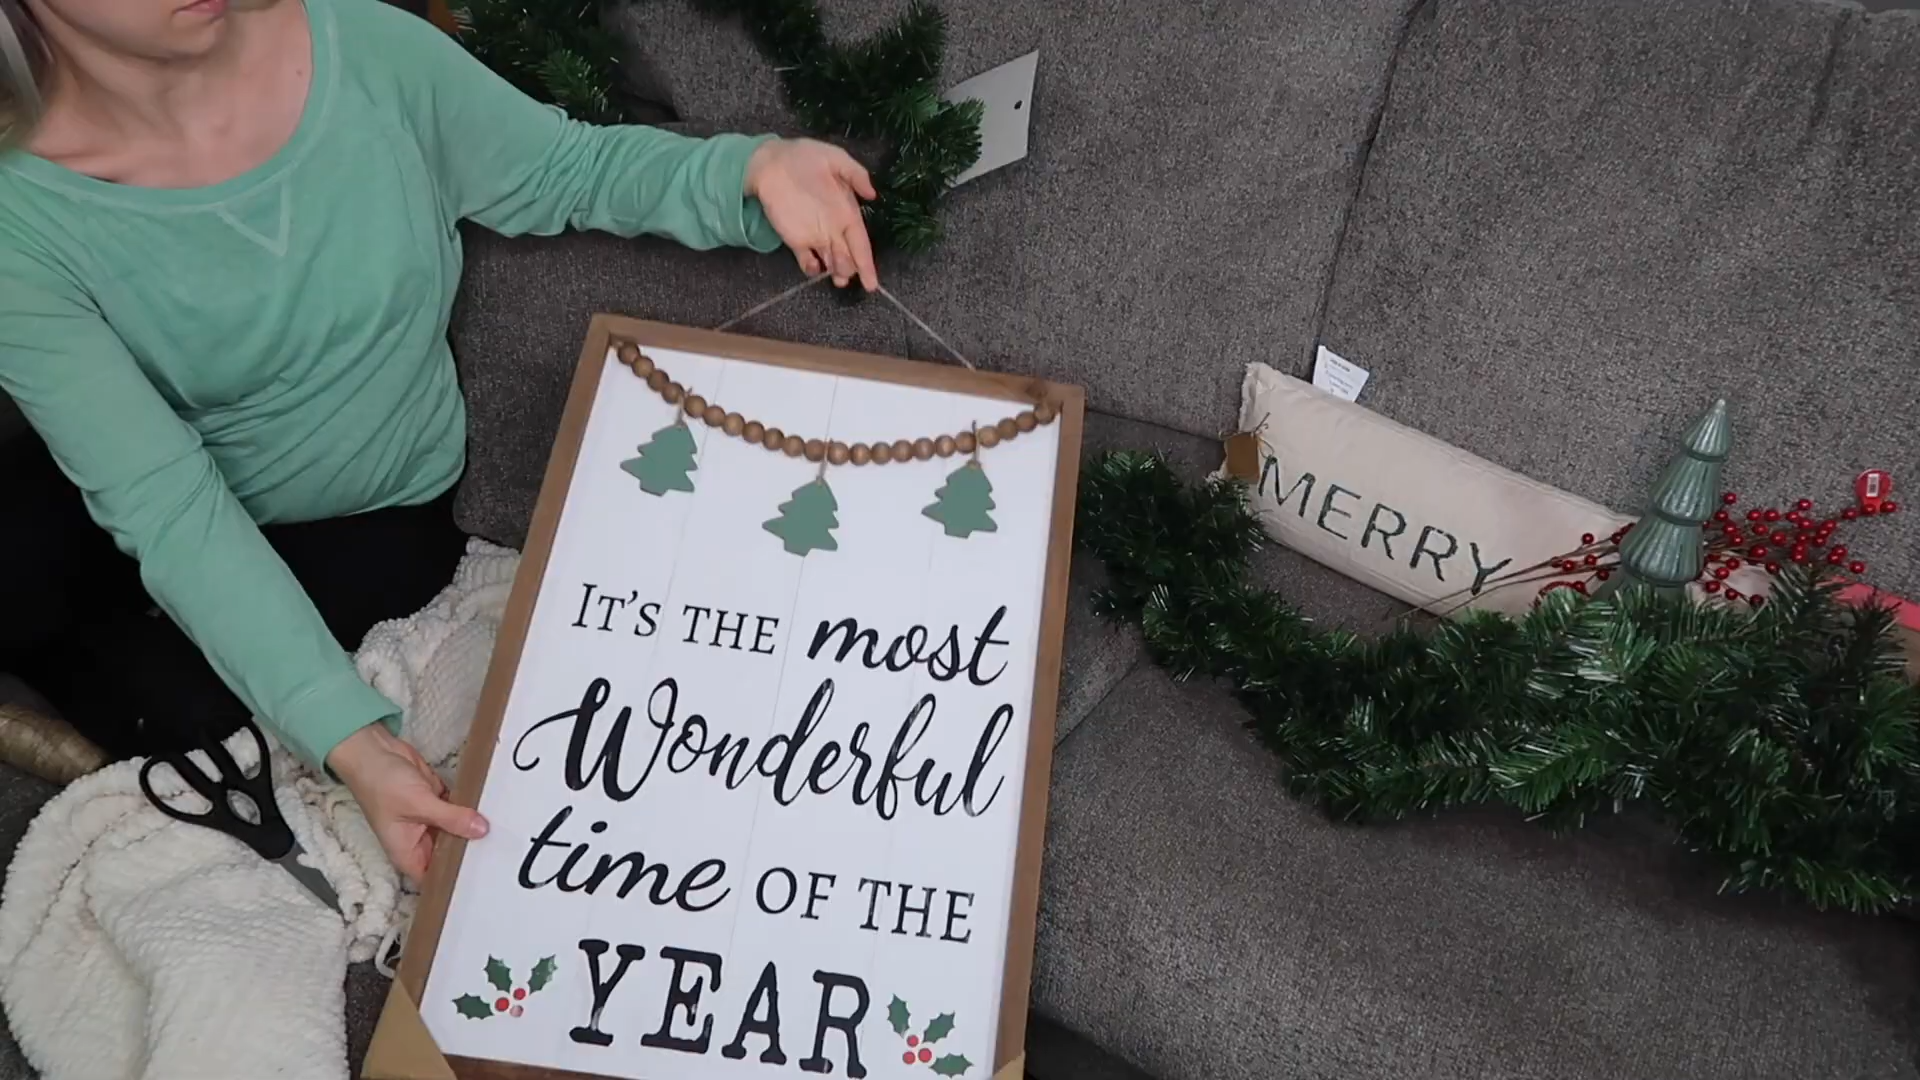 IT'S THE most
Wonderful
time OF THE
YEAR
MERRY